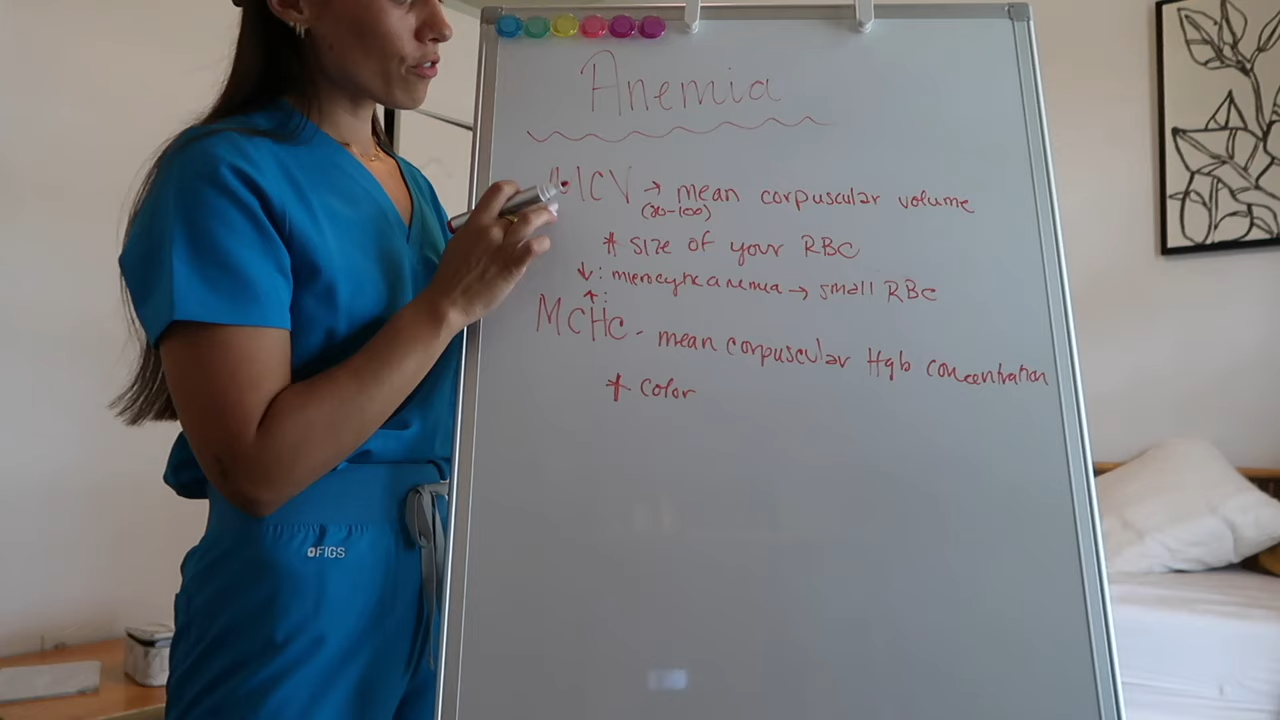 Anemia
MCV → mean corpuscular volume
(80-100)
* size of your RBC
↓: microcytic anemia → small RBC
↑:
MCHC - mean corpuscular Hgb concentration
* color
FIGS